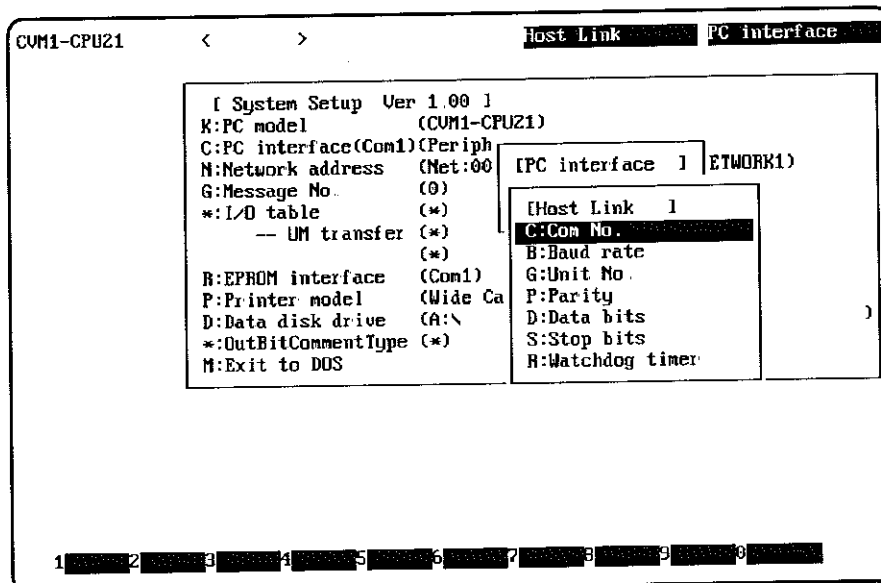 CVM1-CPU21 < > Host Link PC interface
[ System Setup Ver 1.00 ]
K:PC model (CVM1-CPU21)
C:PC interface(Com1)(Periph
N:Network address (Net:00 [PC interface ] ETWORK1)
G:Message No. (0)
*:I/O table (*) [Host Link ]
-- UM transfer (*) C:Com No.
(*) B:Baud rate
R:EPROM interface (Com1) G:Unit No.
P:Printer model (Wide Ca P:Parity
D:Data disk drive (A:\ D:Data bits )
*:OutBitCommentType (*) S:Stop bits
M:Exit to DOS R:Watchdog timer
1 2 3 4 5 6 7 8 9 0